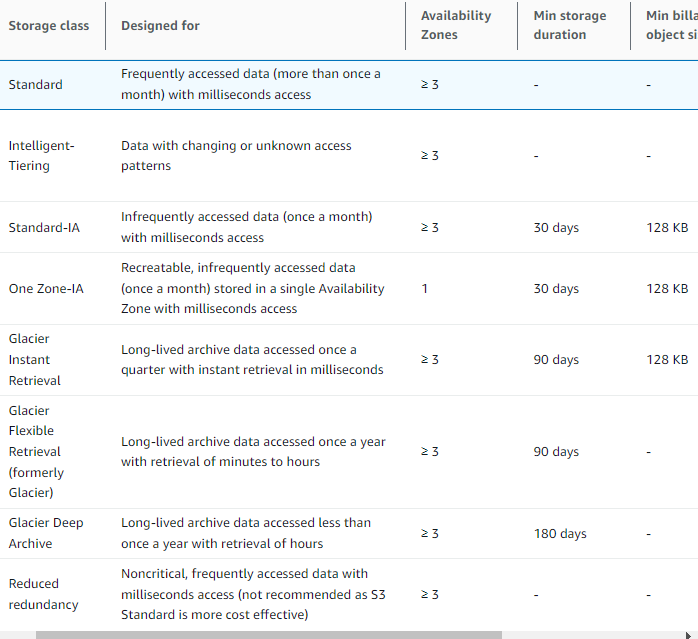 Storage class
Designed for
Availability
Zones
Min storage
duration
Min billa
object si
Standard
Frequently accessed data (more than once a
month) with milliseconds access
≥ 3
-
-
Intelligent-
Tiering
Data with changing or unknown access
patterns
≥ 3
-
-
Standard-IA
Infrequently accessed data (once a month)
with milliseconds access
≥ 3
30 days
128 KB
One Zone-IA
Recreatable, infrequently accessed data
(once a month) stored in a single Availability
Zone with milliseconds access
1
30 days
128 KB
Glacier
Instant
Retrieval
Long-lived archive data accessed once a
quarter with instant retrieval in milliseconds
≥ 3
90 days
128 KB
Glacier
Flexible
Retrieval
(formerly
Glacier)
Long-lived archive data accessed once a year
with retrieval of minutes to hours
≥ 3
90 days
-
Glacier Deep
Archive
Long-lived archive data accessed less than
once a year with retrieval of hours
≥ 3
180 days
-
Reduced
redundancy
Noncritical, frequently accessed data with
milliseconds access (not recommended as S3
Standard is more cost effective)
≥ 3
-
-